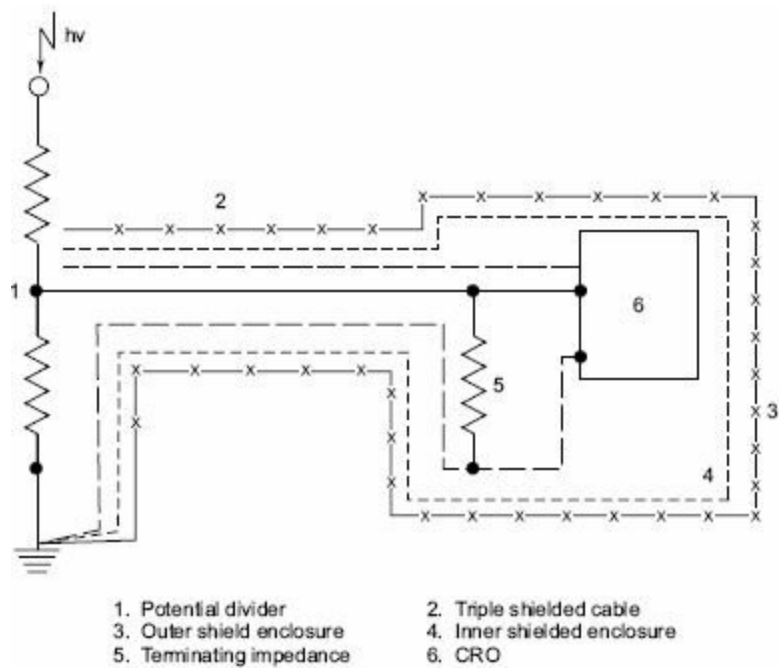 hv
2
1
6
5
3
4
1. Potential divider
2. Triple shielded cable
3. Outer shield enclosure
4. Inner shielded enclosure
5. Terminating impedance
6. CRO